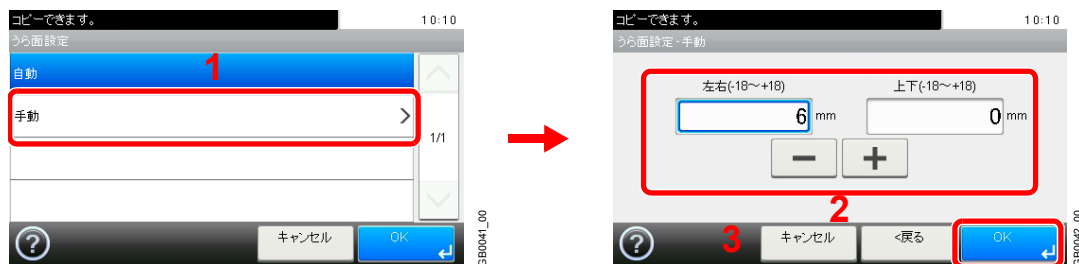 コピーできます。
10:10
うら面設定
自動
1
手動
>
1/1
?
キャンセル
OK
GB0041_00
コピーできます。
10:10
うら面設定-手動
左右(-18～+18)
上下(-18～+18)
6 mm
0 mm
－
＋
2
3
?
キャンセル
<戻る
OK
GB0042_00